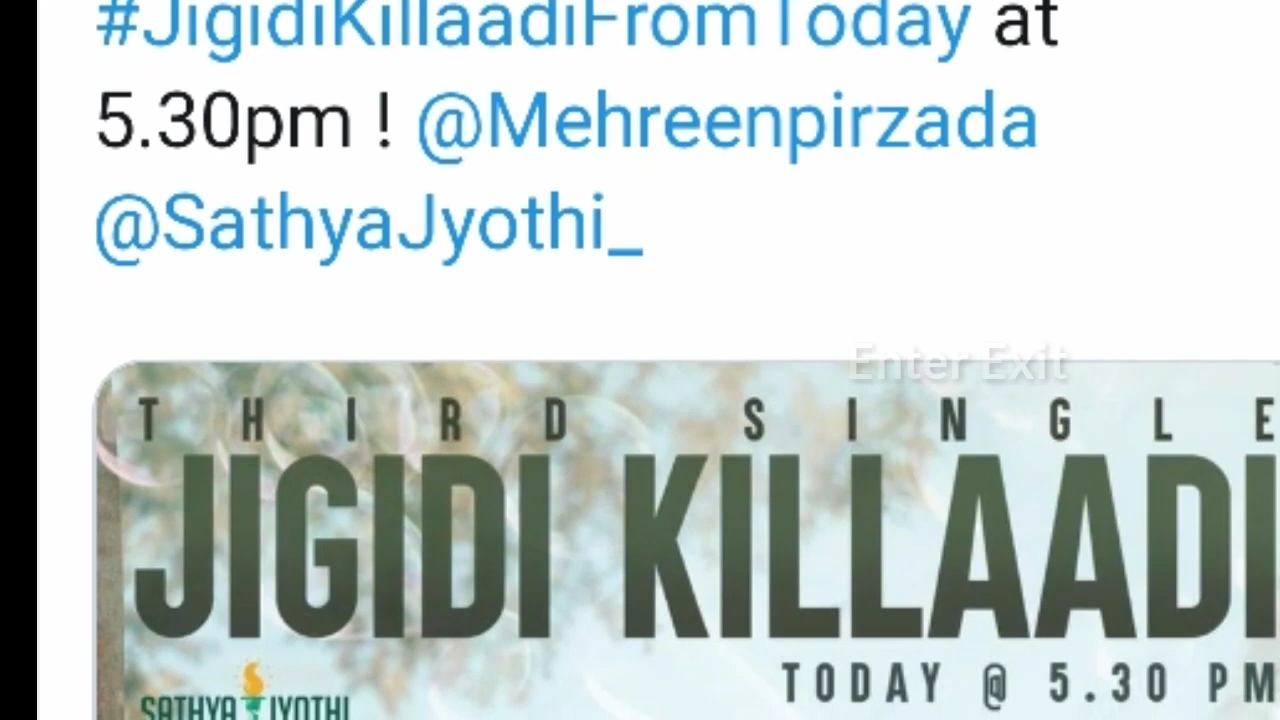 #JigidiKillaadiFromToday at
5.30pm ! @Mehreenpirzada
@SathyaJyothi_
Enter Exit
THIRD SINGLE
JIGIDI KILLAADI
TODAY @ 5.30 PM
SATHYA JYOTHI